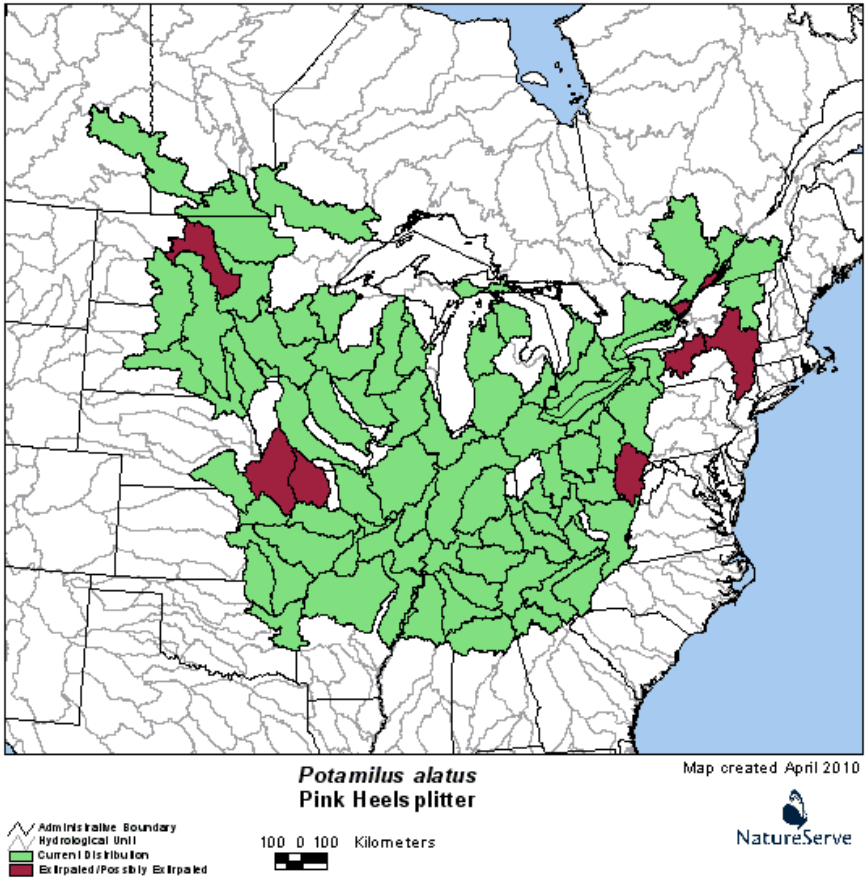 Potamilus alatus
Pink Heelsplitter
Map created April 2010
Administrative Boundary
Hydrological Unit
Current Distribution
Extirpated/Possibly Extirpated
100 0 100 Kilometers
NatureServe